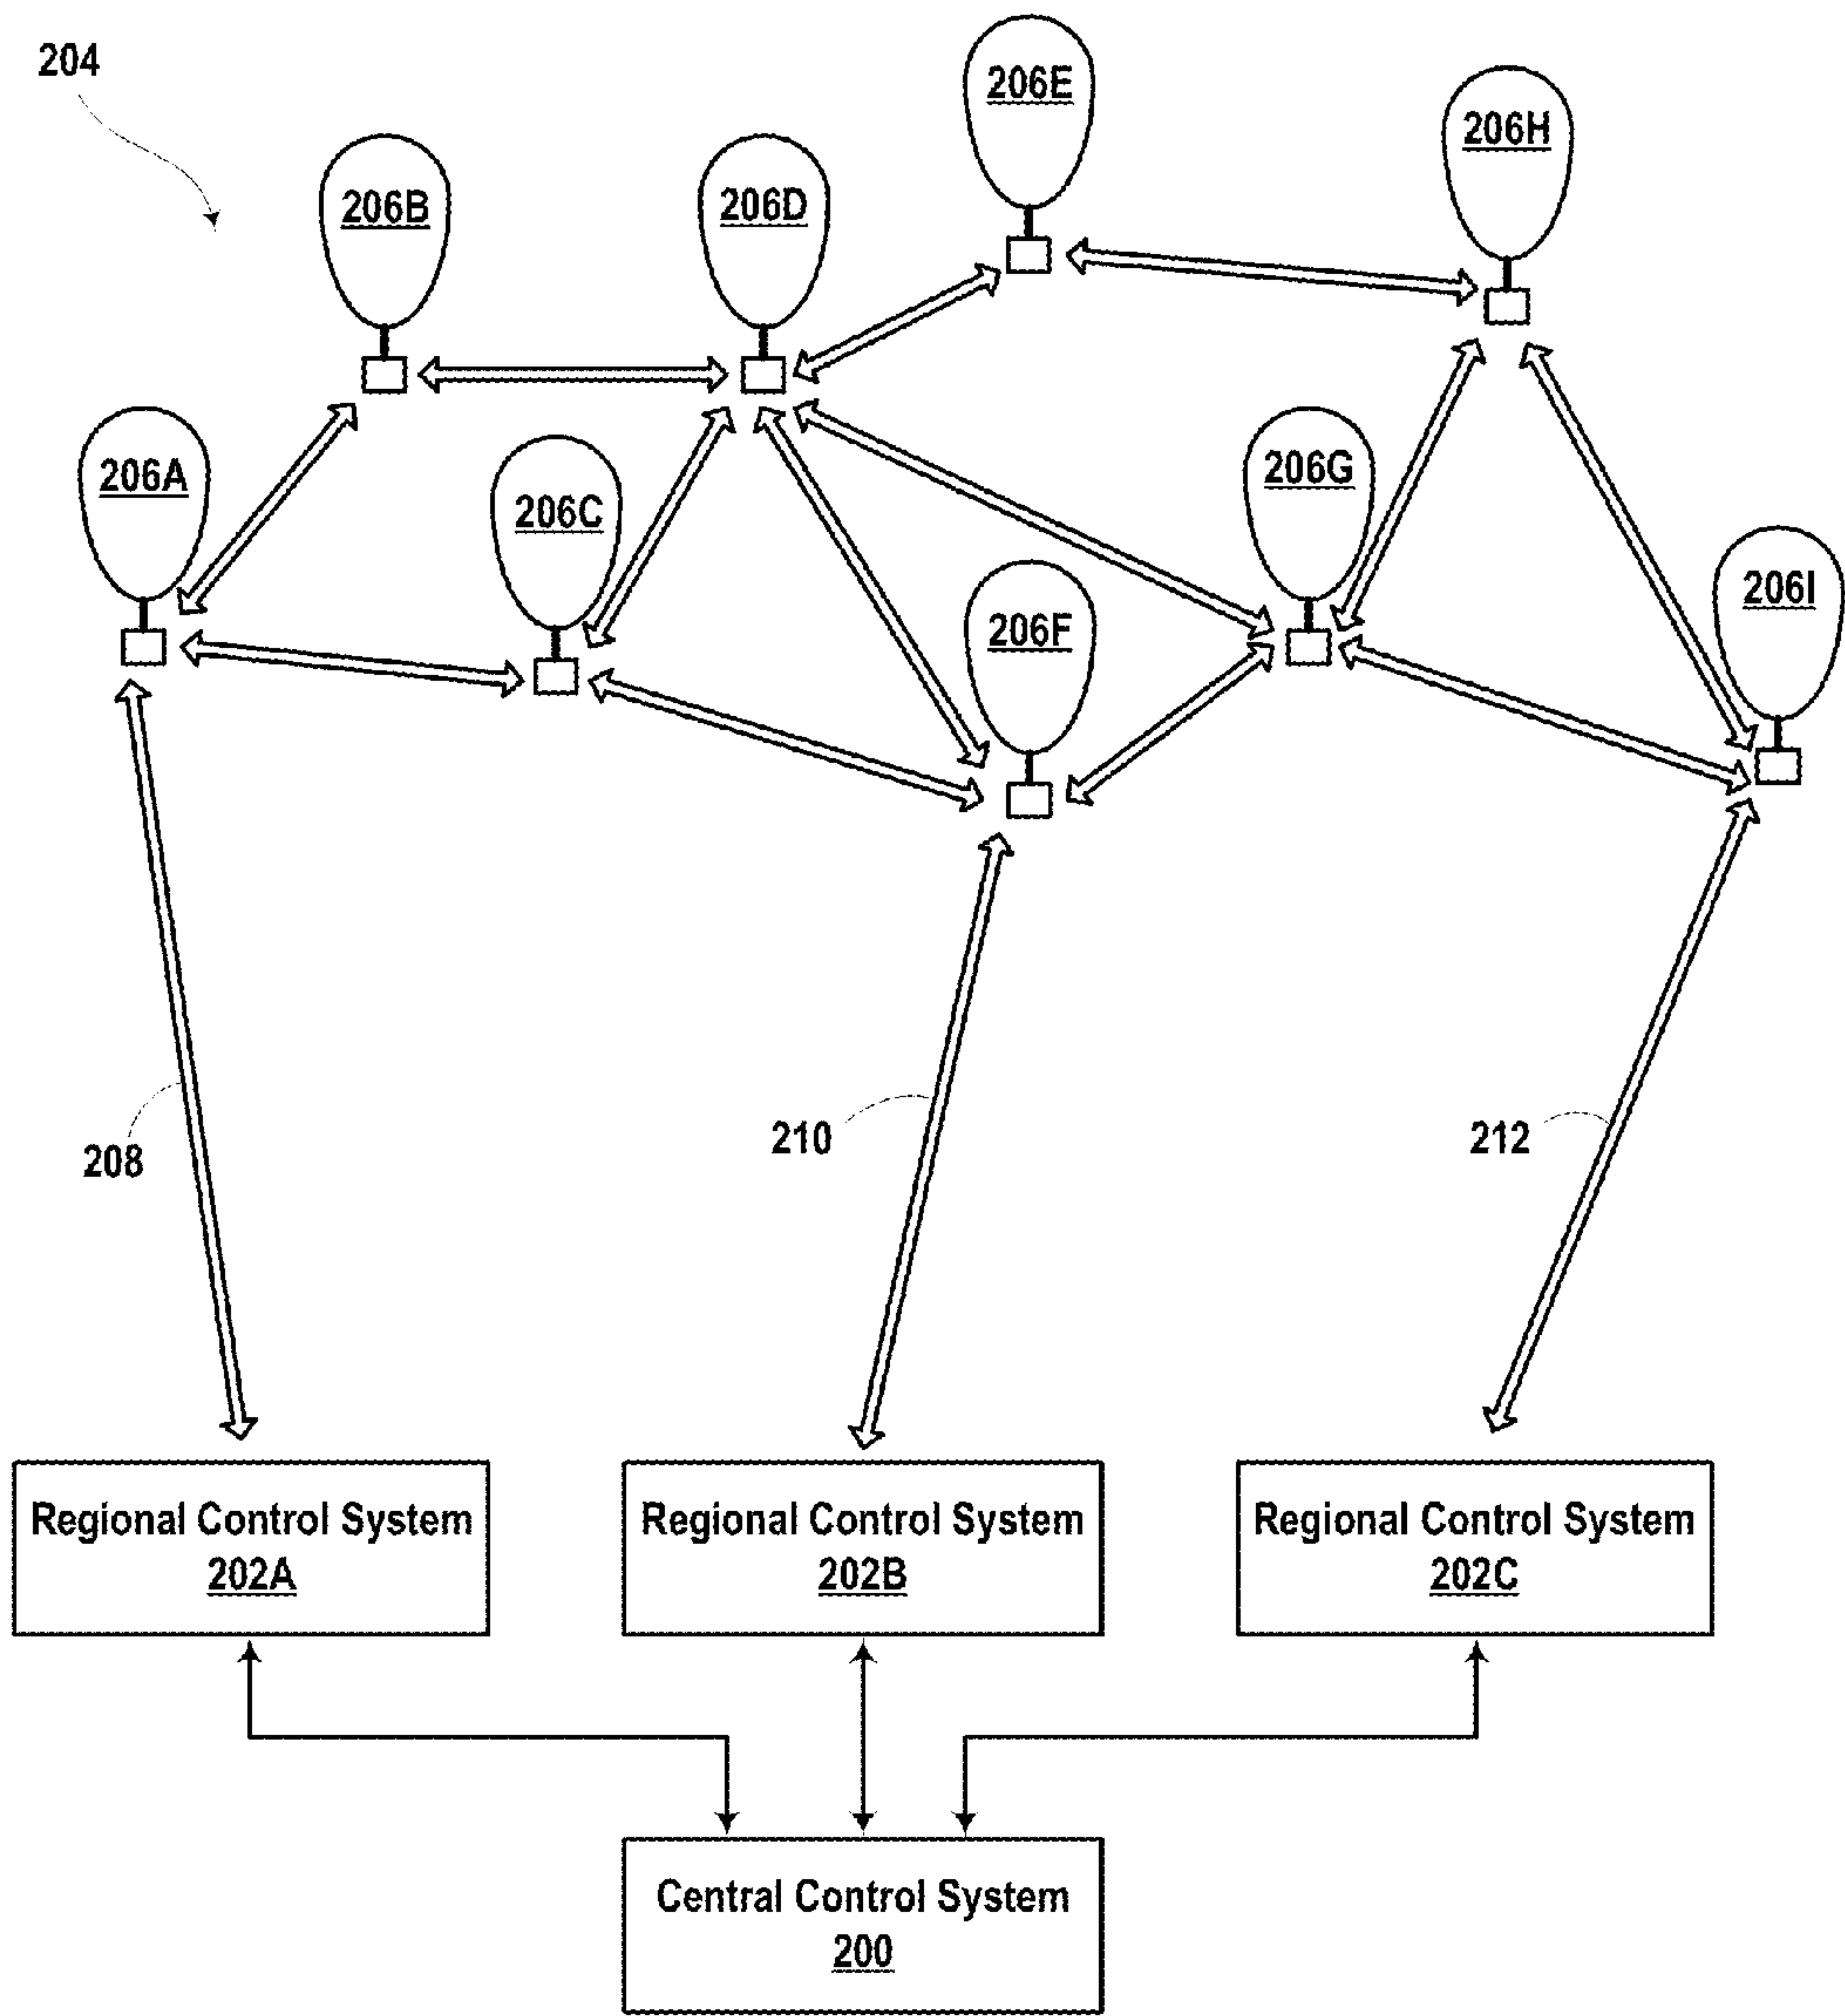 204
206E
206H
206B
206D
206A
206C
206G
206F
206I
208
210
212
Regional Control System
202A
Regional Control System
202B
Regional Control System
202C
Central Control System
200